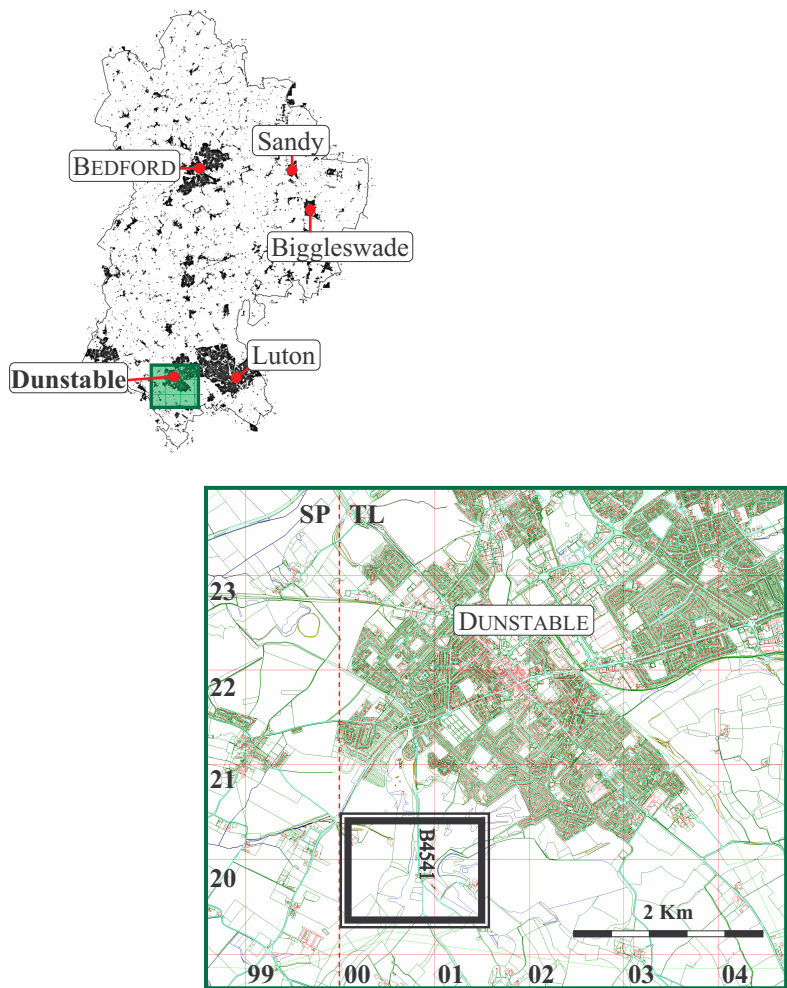 Sandy
BEDFORD
Biggleswade
Luton
Dunstable
SP TL
23
DUNSTABLE
22
21
B4541
20
2 Km
99 00 01 02 03 04